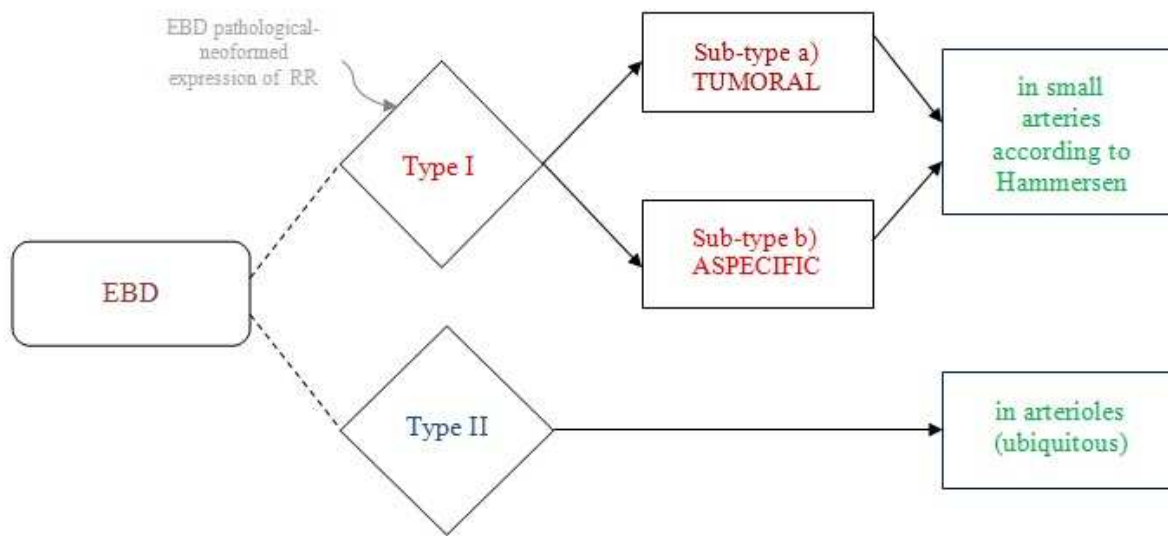 EBD pathological-
neoformed
expression of RR
Sub-type a)
TUMORAL
in small
arteries
according to
Hammersen
Type I
Sub-type b)
ASPECIFIC
EBD
Type II
in arterioles
(ubiquitous)